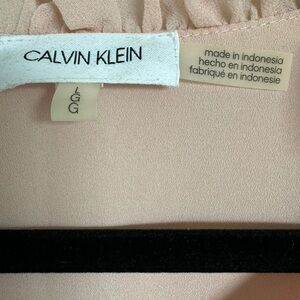 CALVIN KLEIN
L
G
G
made in indonesia
hecho en indonesia
fabriqué en indonesie